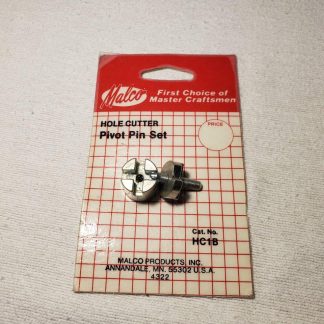 Malco
First Choice of
Master Craftsmen
HOLE CUTTER
Pivot Pin Set
PRICE
Cat. No.
HC1B
MALCO PRODUCTS, INC.
ANNANDALE, MN. 55302 U.S.A.
4322